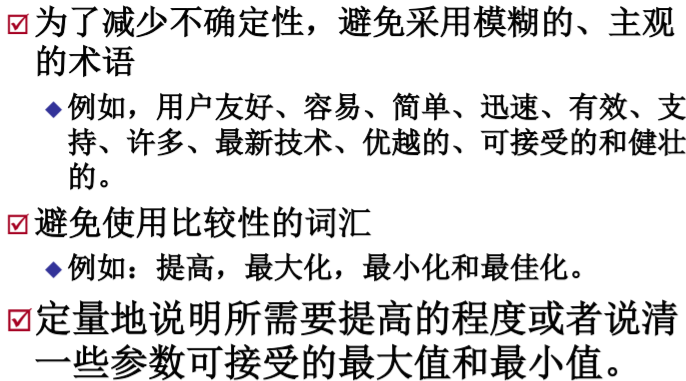 为了减少不确定性，避免采用模糊的、主观
的术语
例如，用户友好、容易、简单、迅速、有效、支
持、许多、最新技术、优越的、可接受的和健壮
的。
避免使用比较性的词汇
例如：提高，最大化，最小化和最佳化。
定量地说明所需要提高的程度或者说清
一些参数可接受的最大值和最小值。